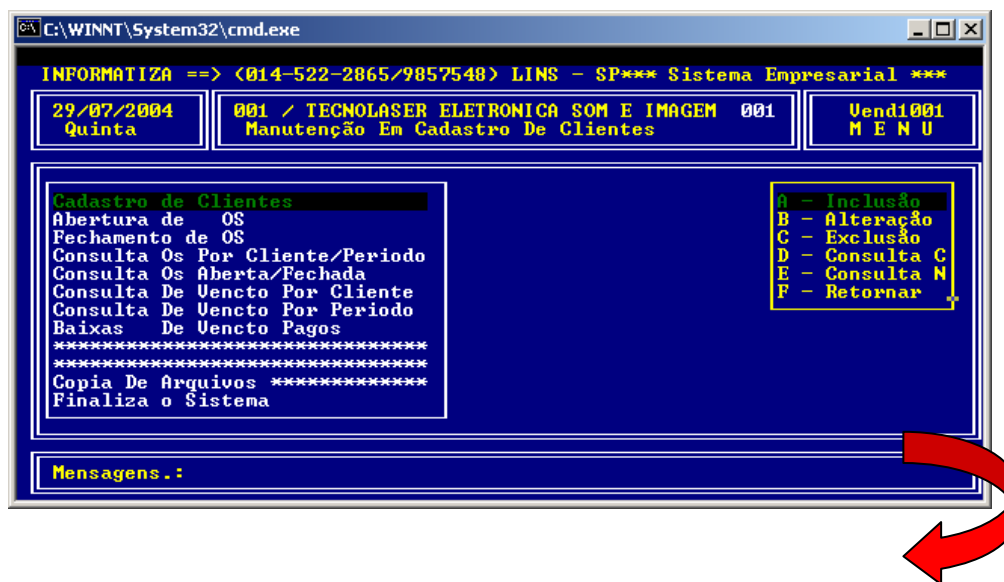 C:\WINNT\System32\cmd.exe
INFORMATIZA ==> (014-522-2865/9857548) LINS - SP*** Sistema Empresarial ***
29/07/2004 001 / TECNOLASER ELETRONICA SOM E IMAGEM 001 Vend1001
Quinta Manutenção Em Cadastro De Clientes M E N U
Cadastro de Clientes
Abertura de OS
Fechamento de OS
Consulta Os Por Cliente/Periodo
Consulta Os Aberta/Fechada
Consulta De Vencto Por Cliente
Consulta De Vencto Por Periodo
Baixas De Vencto Pagos
*******************************
*******************************
Copia De Arquivos *************
Finaliza o Sistema
A - Inclusão
B - Alteração
C - Exclusão
D - Consulta C
E - Consulta N
F - Retornar
Mensagens.: